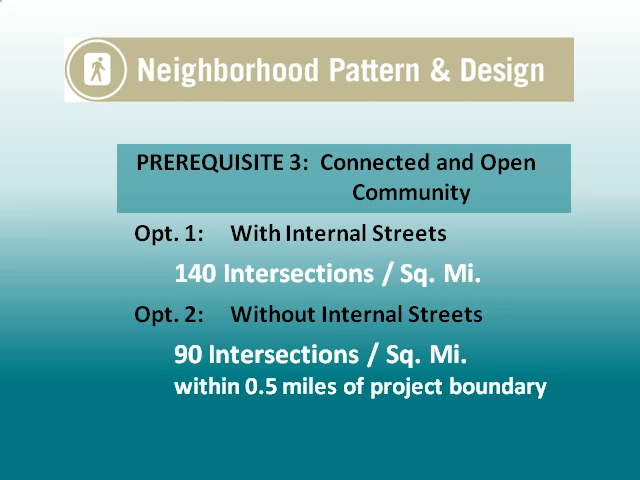 Neighborhood Pattern & Design
PREREQUISITE 3: Connected and Open
Community
Opt. 1: With Internal Streets
140 Intersections / Sq. Mi.
Opt. 2: Without Internal Streets
90 Intersections / Sq. Mi.
within 0.5 miles of project boundary